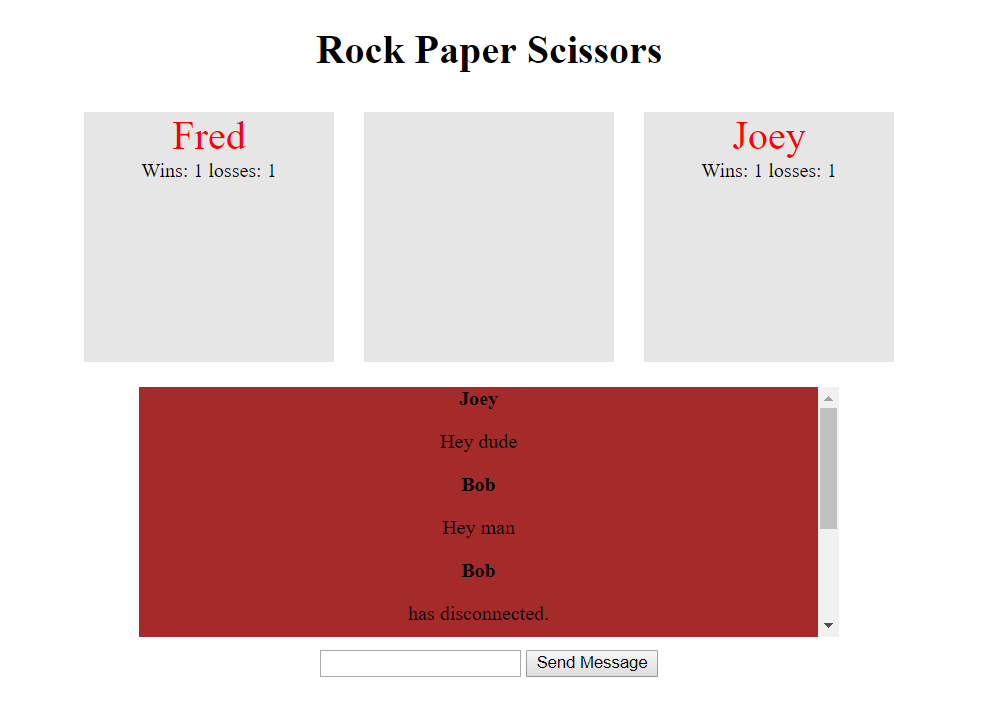 Rock Paper Scissors
Fred
Wins: 1 losses: 1
Joey
Wins: 1 losses: 1
Joey
Hey dude
Bob
Hey man
Bob
has disconnected.
Send Message